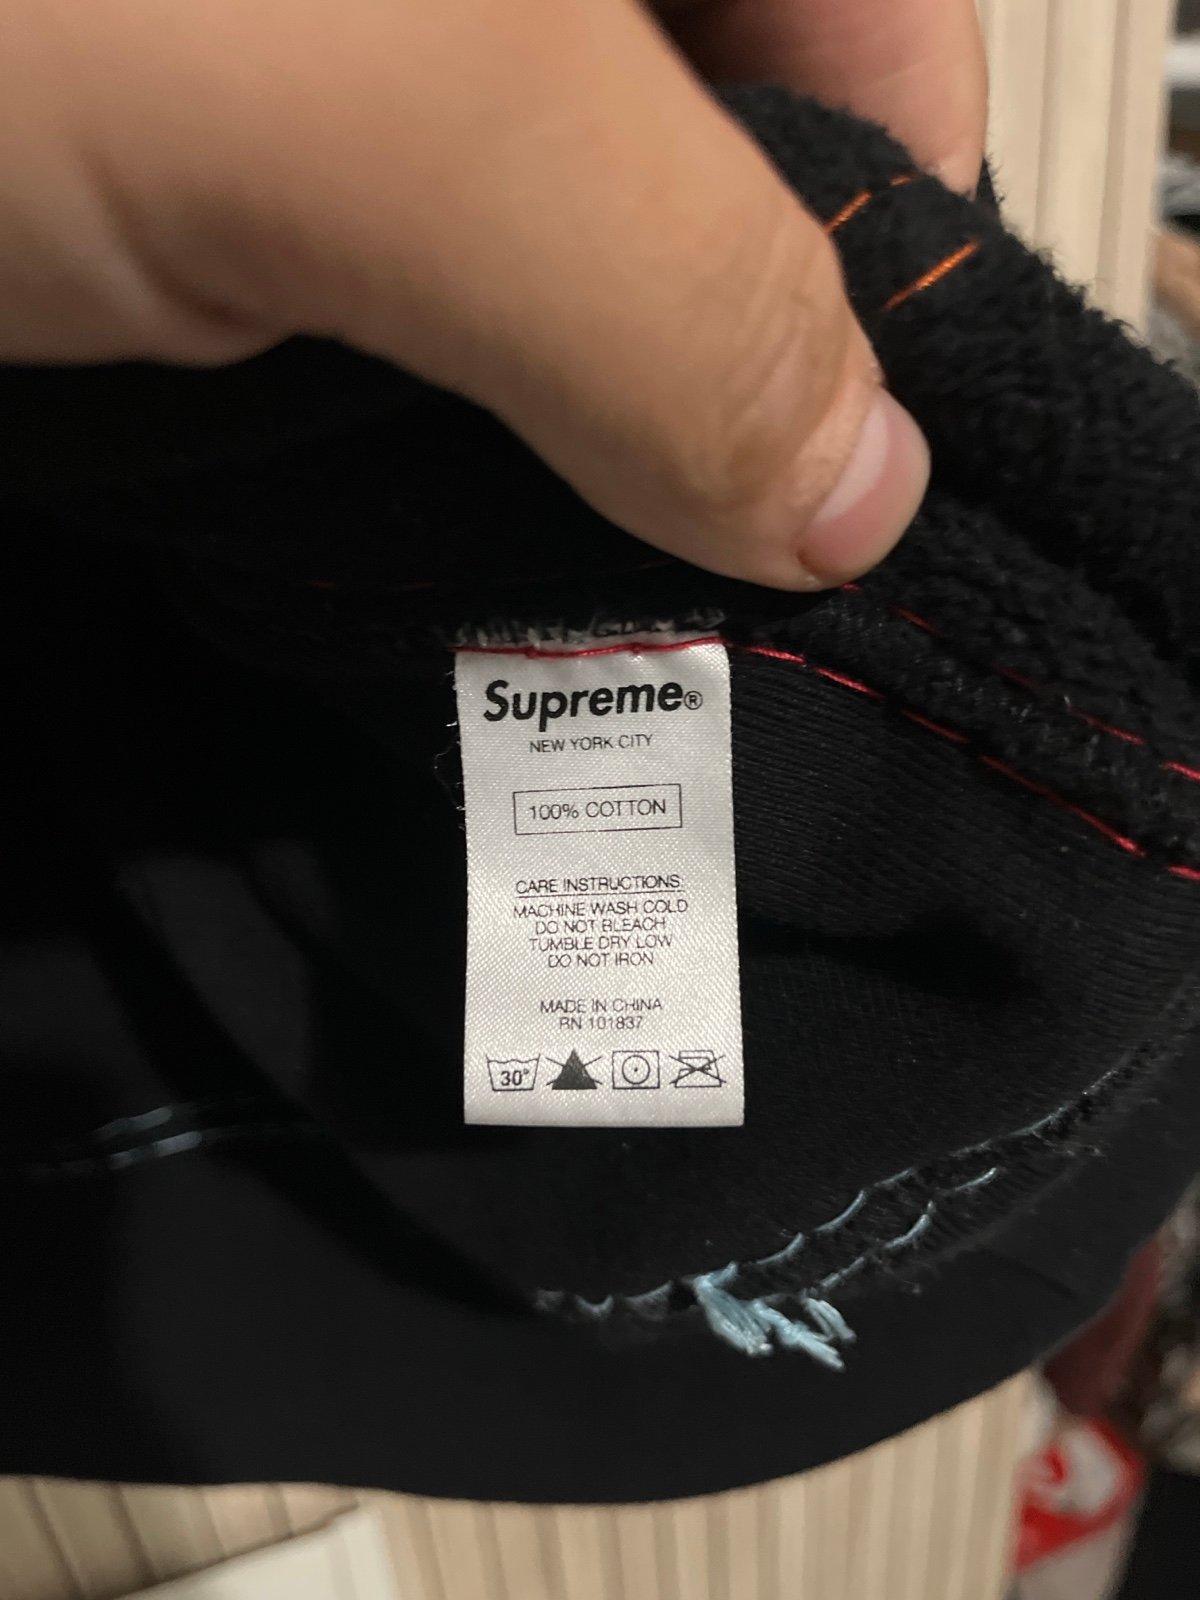 Supreme®
NEW YORK CITY
100% COTTON
CARE INSTRUCTIONS:
MACHINE WASH COLD
DO NOT BLEACH
TUMBLE DRY LOW
DO NOT IRON
MADE IN CHINA
RN 101837
30°